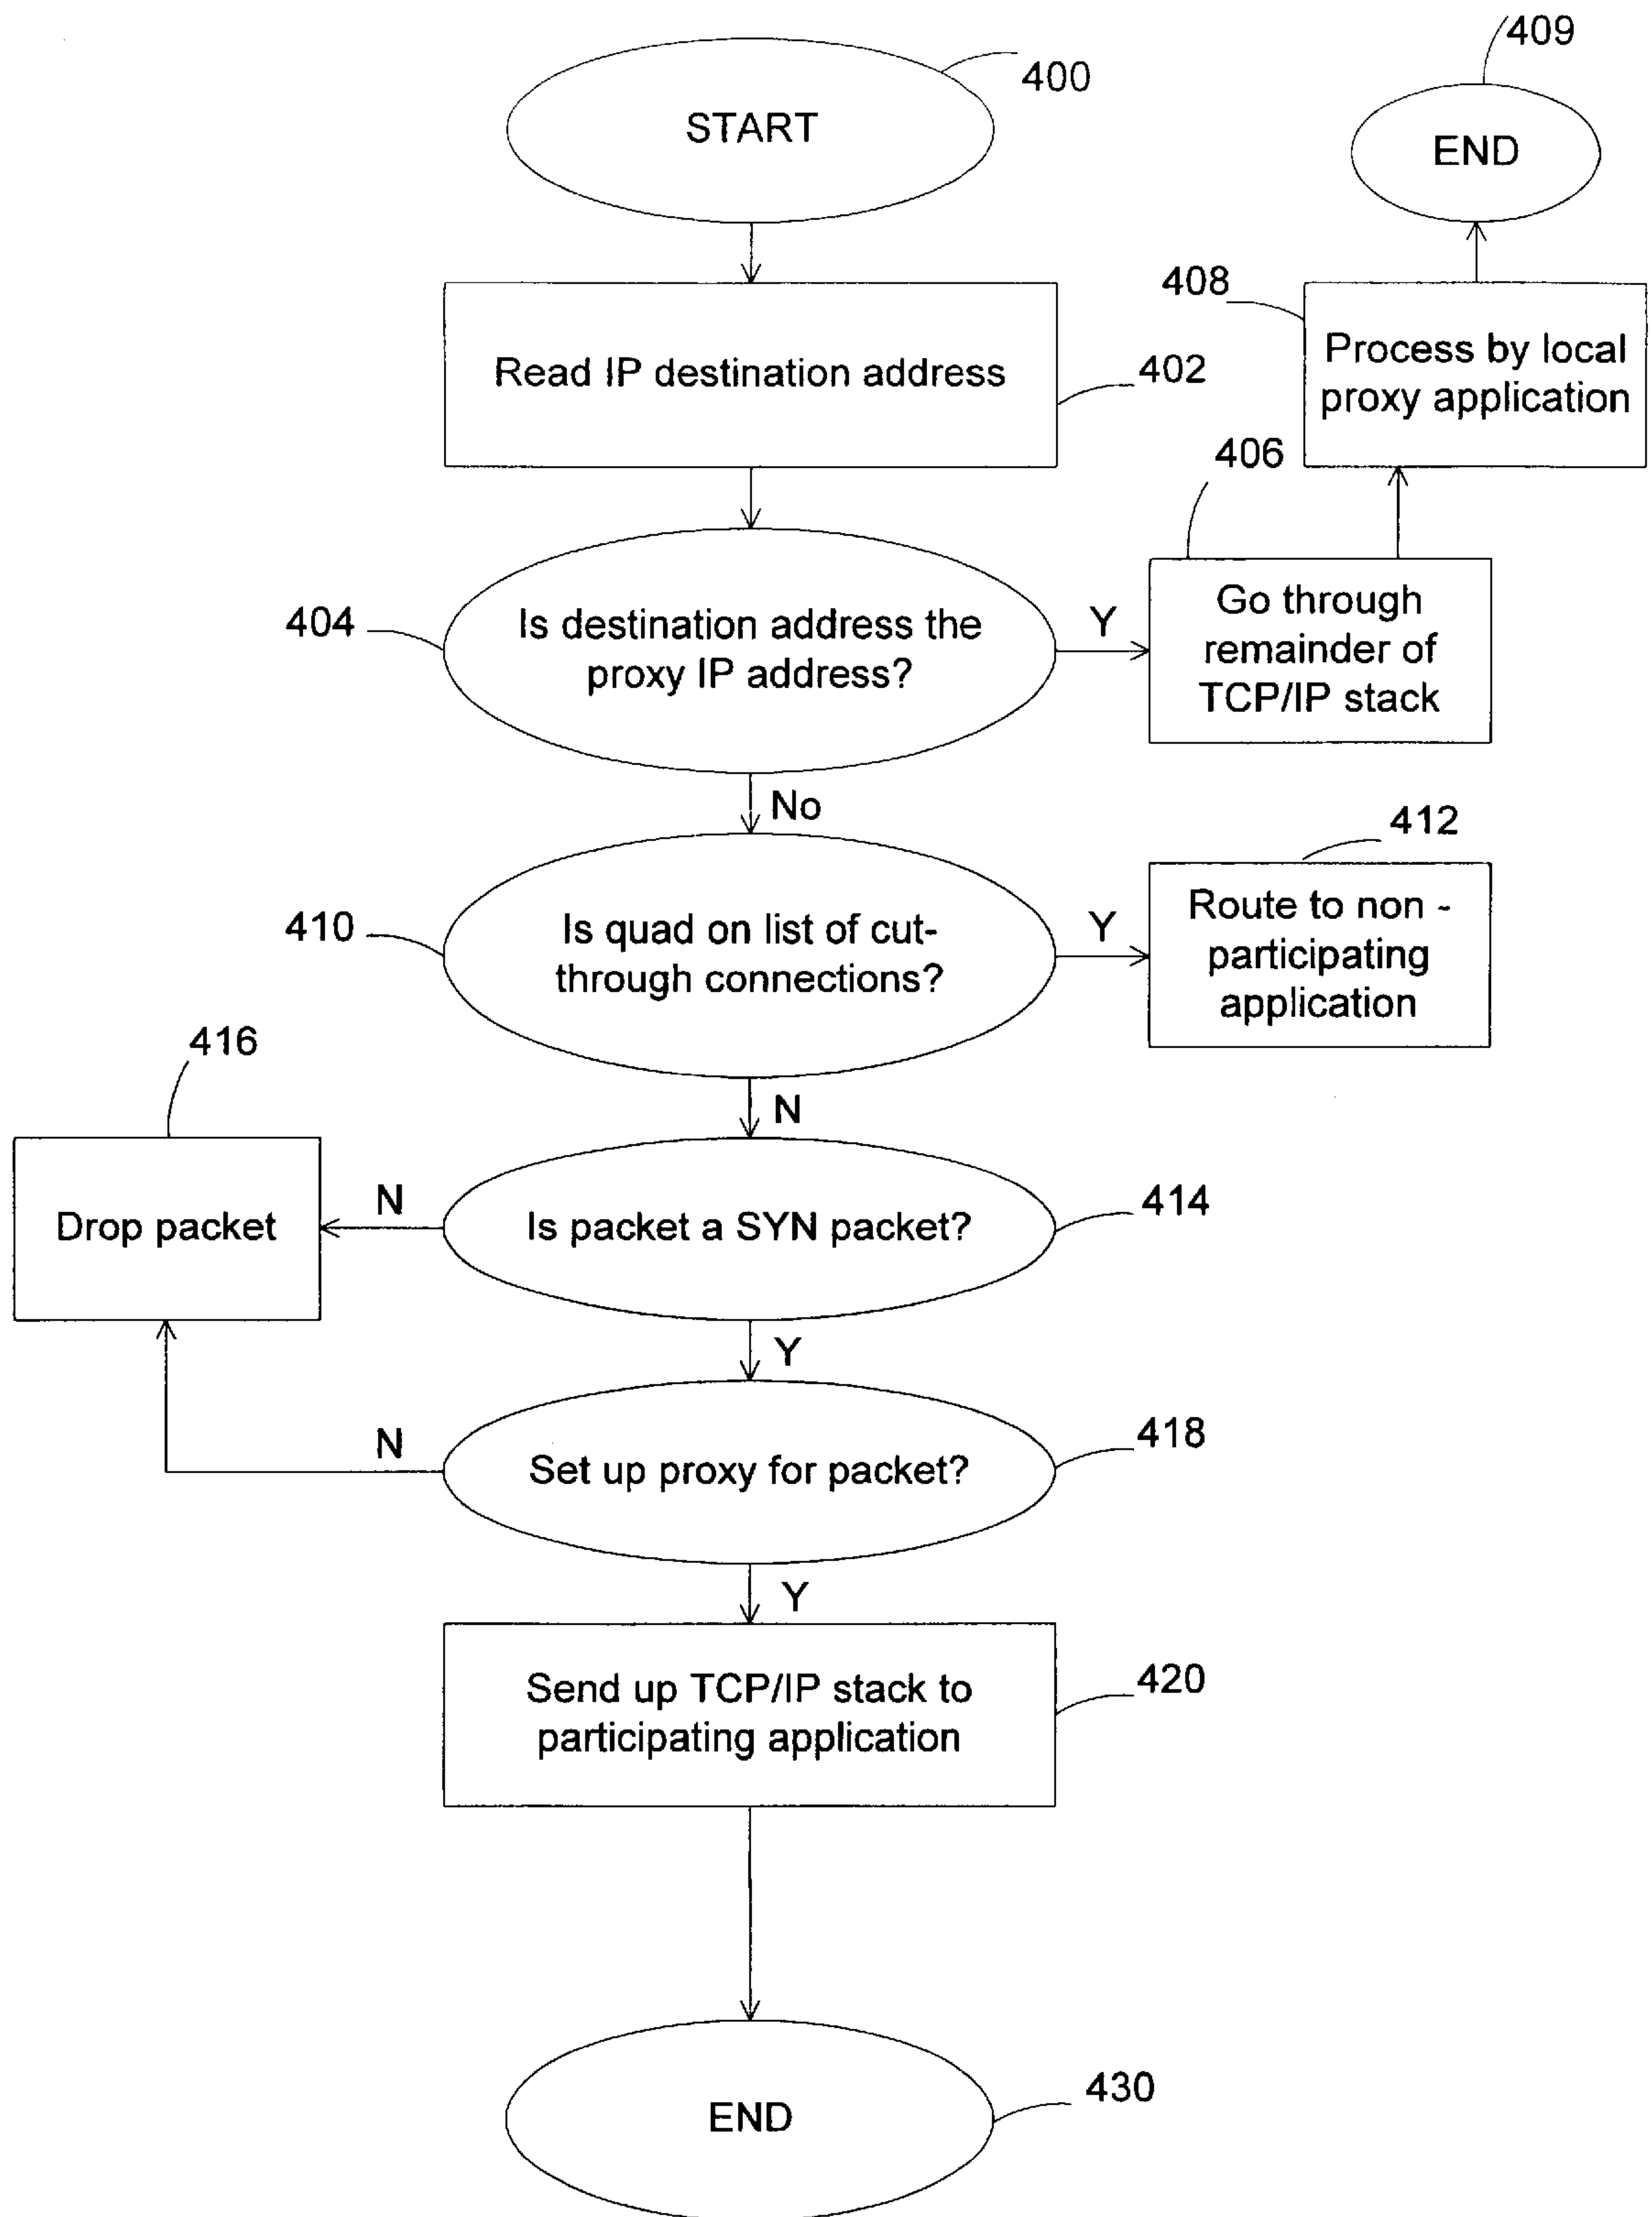 409
400
START
END
408
Read IP destination address
402
Process by local
proxy application
406
404
Is destination address the
proxy IP address?
Y
Go through
remainder of
TCP/IP stack
No
412
410
Is quad on list of cut-
through connections?
Y
Route to non -
participating
application
416
N
Drop packet
N
Is packet a SYN packet?
414
Y
N
Set up proxy for packet?
418
Y
Send up TCP/IP stack to
participating application
420
END
430